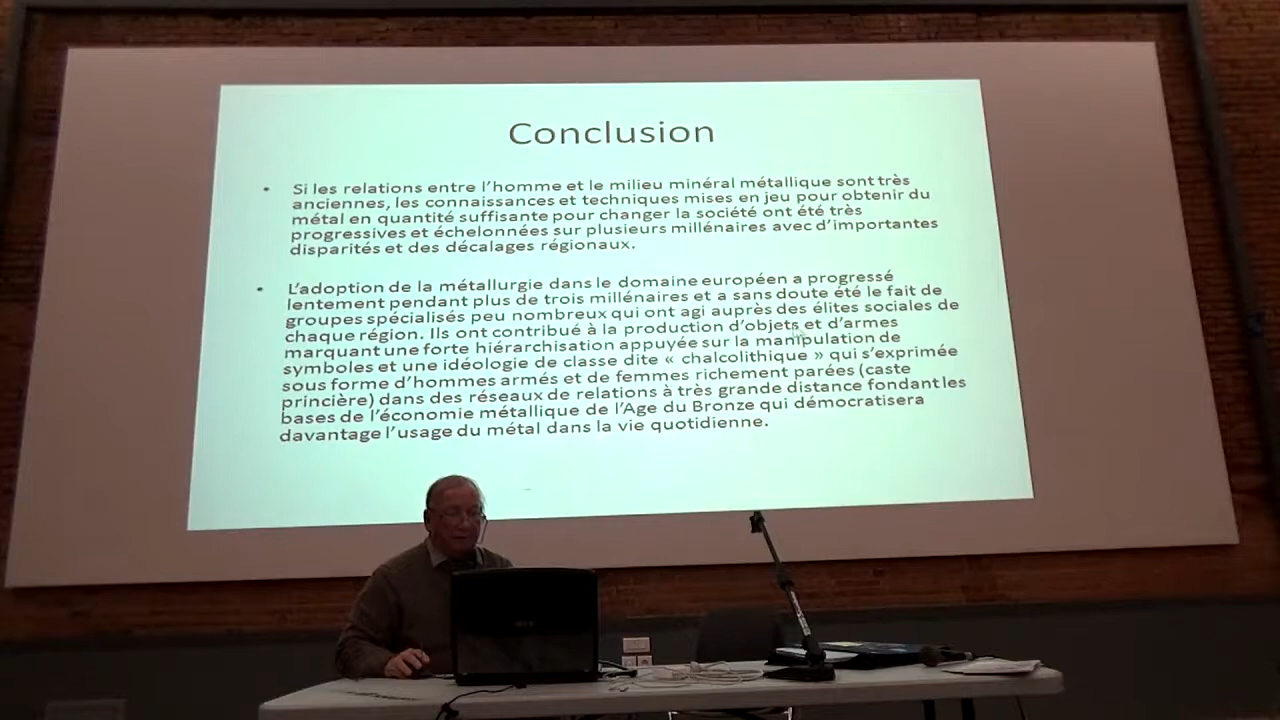 Conclusion
• Si les relations entre l'homme et le milieu minéral métallique sont très
anciennes, les connaissances et techniques mises en jeu pour obtenir du
métal en quantité suffisante pour changer la société ont été très
progressives et échelonnées sur plusieurs millénaires avec d'importantes
disparités et des décalages régionaux.
• L'adoption de la métallurgie dans le domaine européen a progressé
lentement pendant plus de trois millénaires et a sans doute été le fait de
groupes spécialisés peu nombreux qui ont agi auprès des élites sociales de
chaque région. Ils ont contribué à la production d'objets et d'armes
marquant une forte hiérarchisation appuyée sur la manipulation de
symboles et une idéologie de classe dite « chalcolithique » qui s'exprimée
sous forme d'hommes armés et de femmes richement parées (caste
princière) dans des réseaux de relations à très grande distance fondant les
bases de l'économie métallique de l'Age du Bronze qui démocratisera
davantage l'usage du métal dans la vie quotidienne.